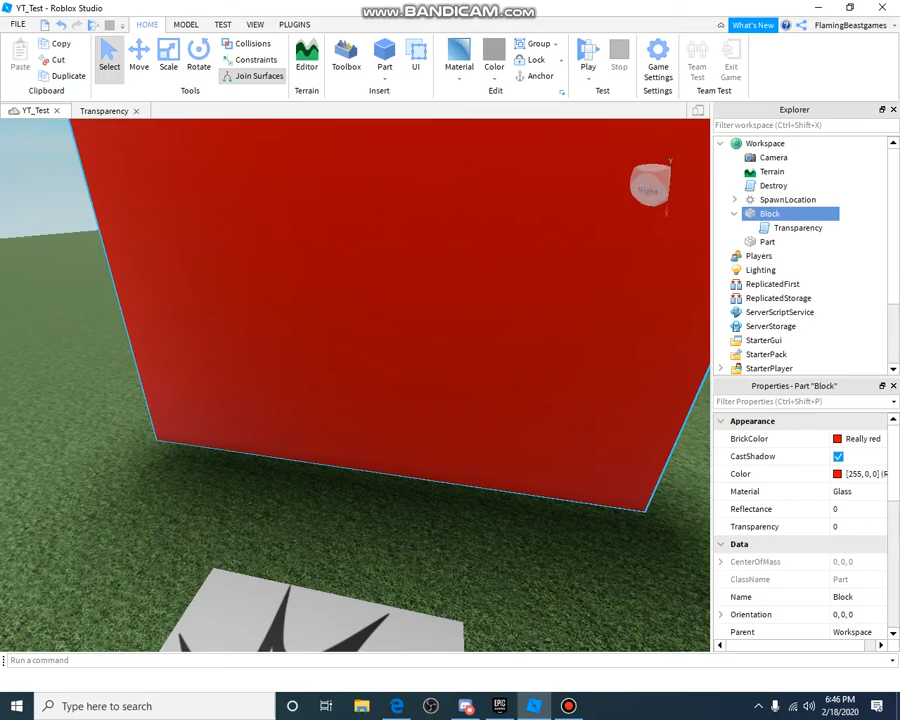 YT_Test - Roblox Studio
www.BANDICAM.com
FILE HOME MODEL TEST VIEW PLUGINS What's New FlamingBeastgames
Paste Copy Cut Duplicate Select Move Scale Rotate Collisions Constraints Join Surfaces Editor Toolbox Part UI Material Color Group Lock Anchor Play Stop Game Settings Team Test Exit Game
Clipboard Tools Terrain Insert Edit Test Settings Team Test
YT_Test Transparency
Right
Y
X
Explorer
Filter workspace (Ctrl+Shift+X)
Workspace
Camera
Terrain
Destroy
SpawnLocation
Block
Transparency
Part
Players
Lighting
ReplicatedFirst
ReplicatedStorage
ServerScriptService
ServerStorage
StarterGui
StarterPack
StarterPlayer
Properties - Part "Block"
Filter Properties (Ctrl+Shift+P)
Appearance
BrickColor Really red
CastShadow
Color [255, 0, 0] (R
Material Glass
Reflectance 0
Transparency 0
Data
CenterOfMass 0, 0, 0
ClassName Part
Name Block
Orientation 0, 0, 0
Parent Workspace
Run a command
Type here to search
EPIC GAMES
6:46 PM
2/18/2020